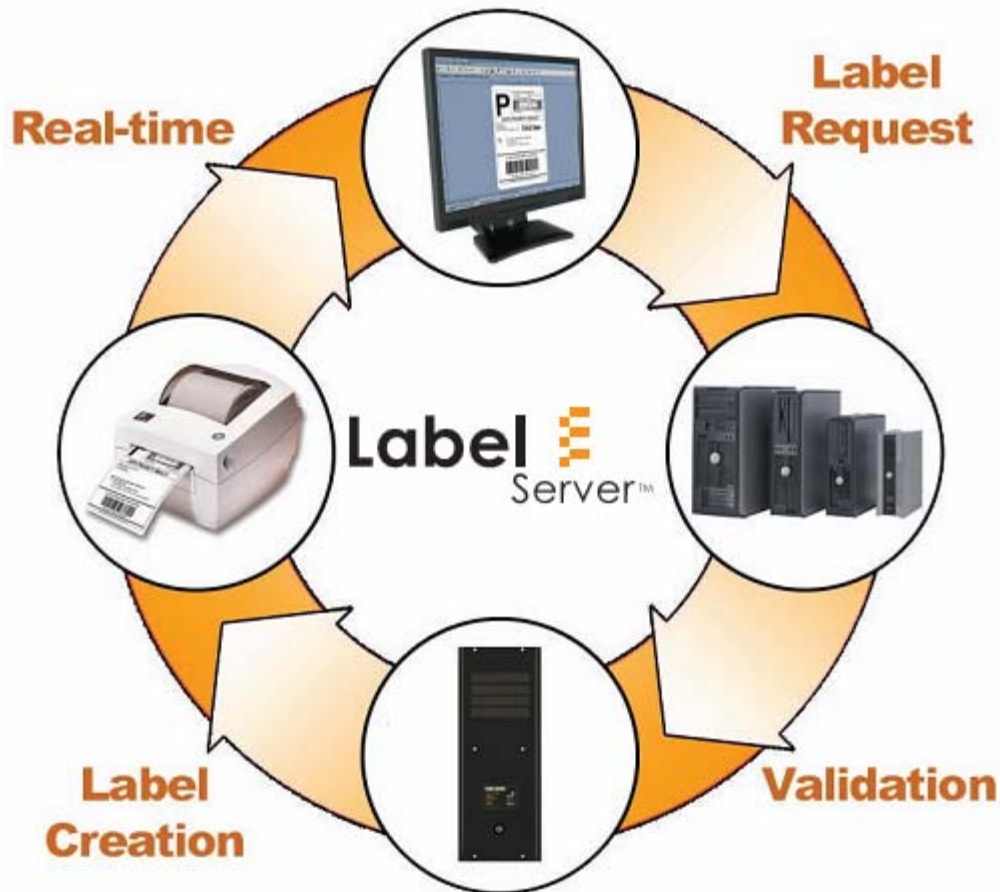 Label
Request
Real-time
P
Label
Server™
Label
Creation
Validation